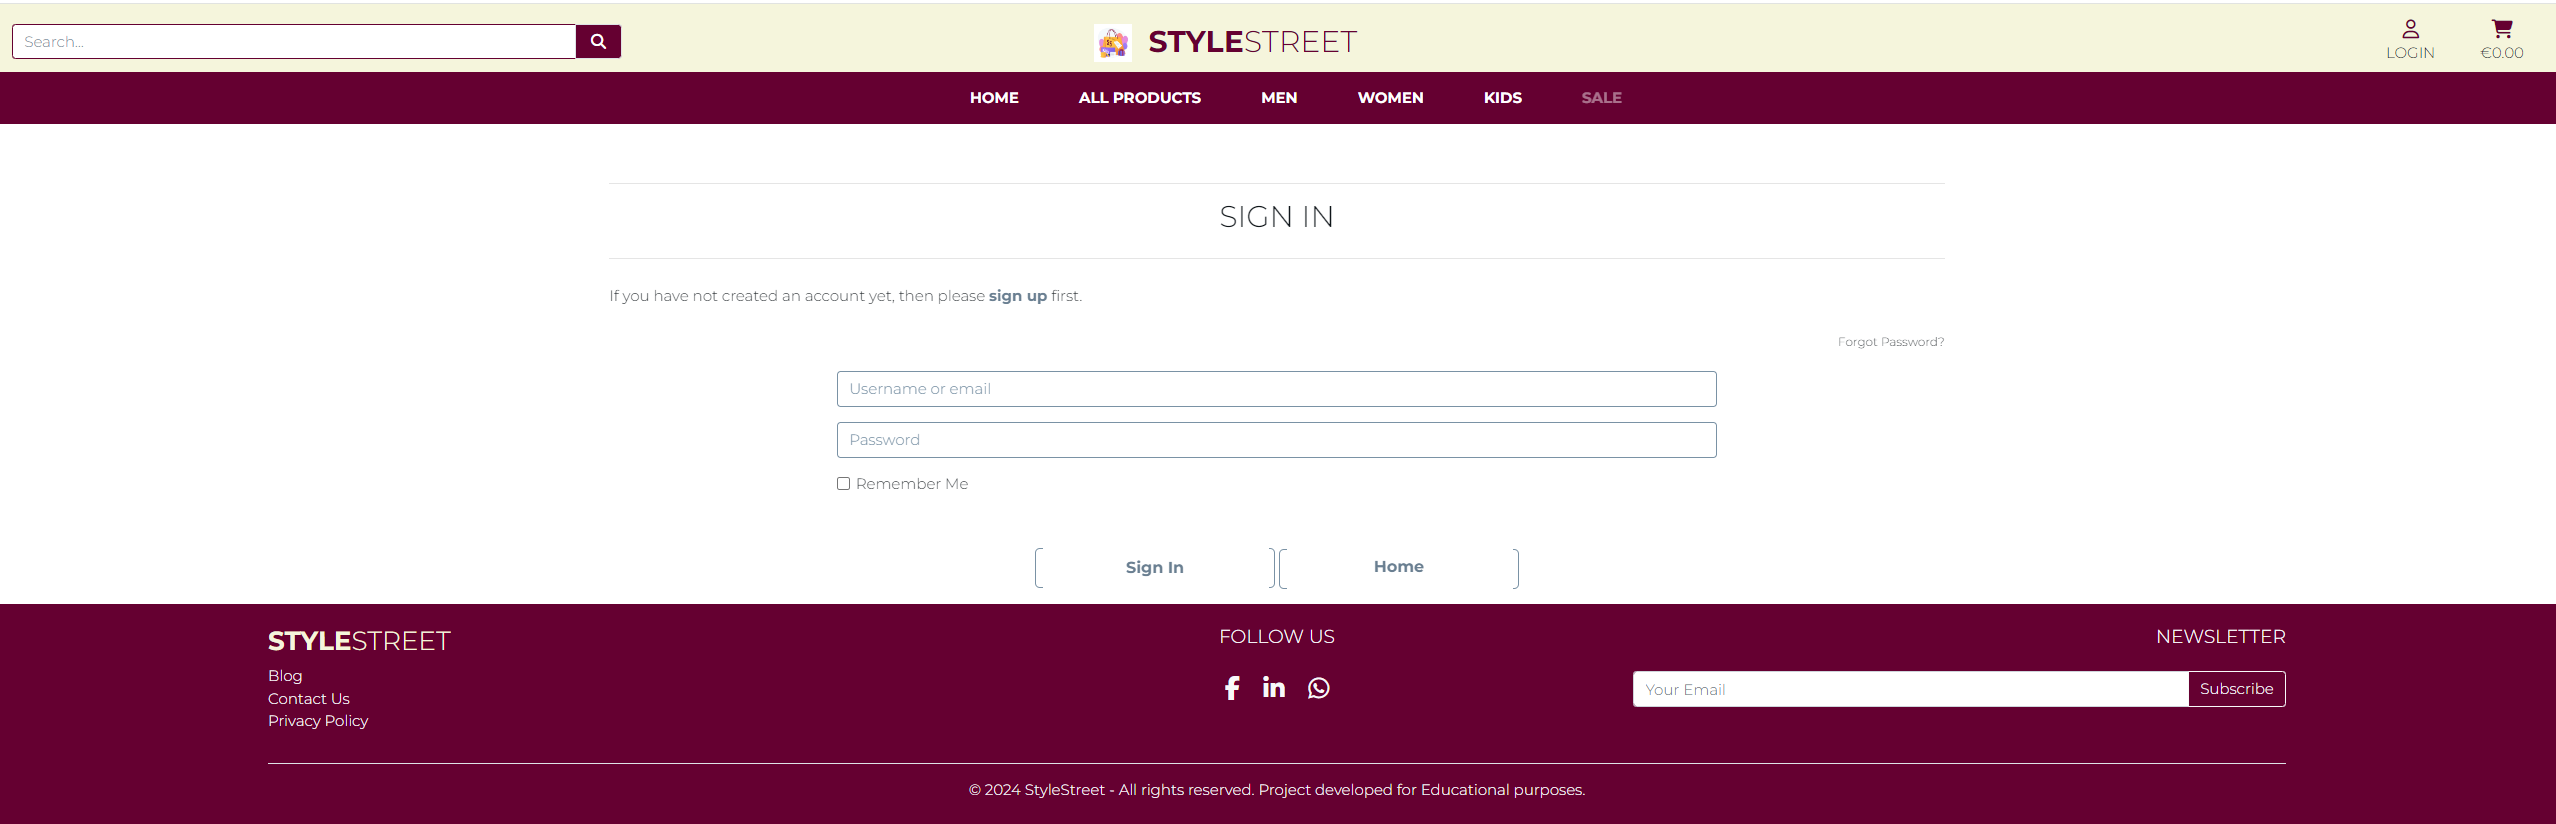 Search...
STYLESTREET
LOGIN
€0.00
HOME ALL PRODUCTS MEN WOMEN KIDS SALE
SIGN IN
If you have not created an account yet, then please sign up first.
Forgot Password?
Username or email
Password
Remember Me
Sign In Home
STYLESTREET
Blog
Contact Us
Privacy Policy
FOLLOW US
NEWSLETTER
Your Email Subscribe
© 2024 StyleStreet - All rights reserved. Project developed for Educational purposes.